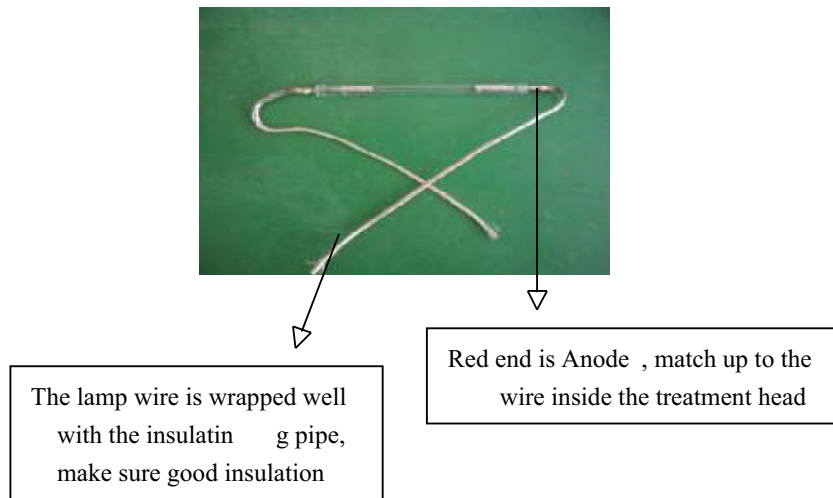 Red end is Anode , match up to the
wire inside the treatment head
The lamp wire is wrapped well
with the insulatin g pipe,
make sure good insulation